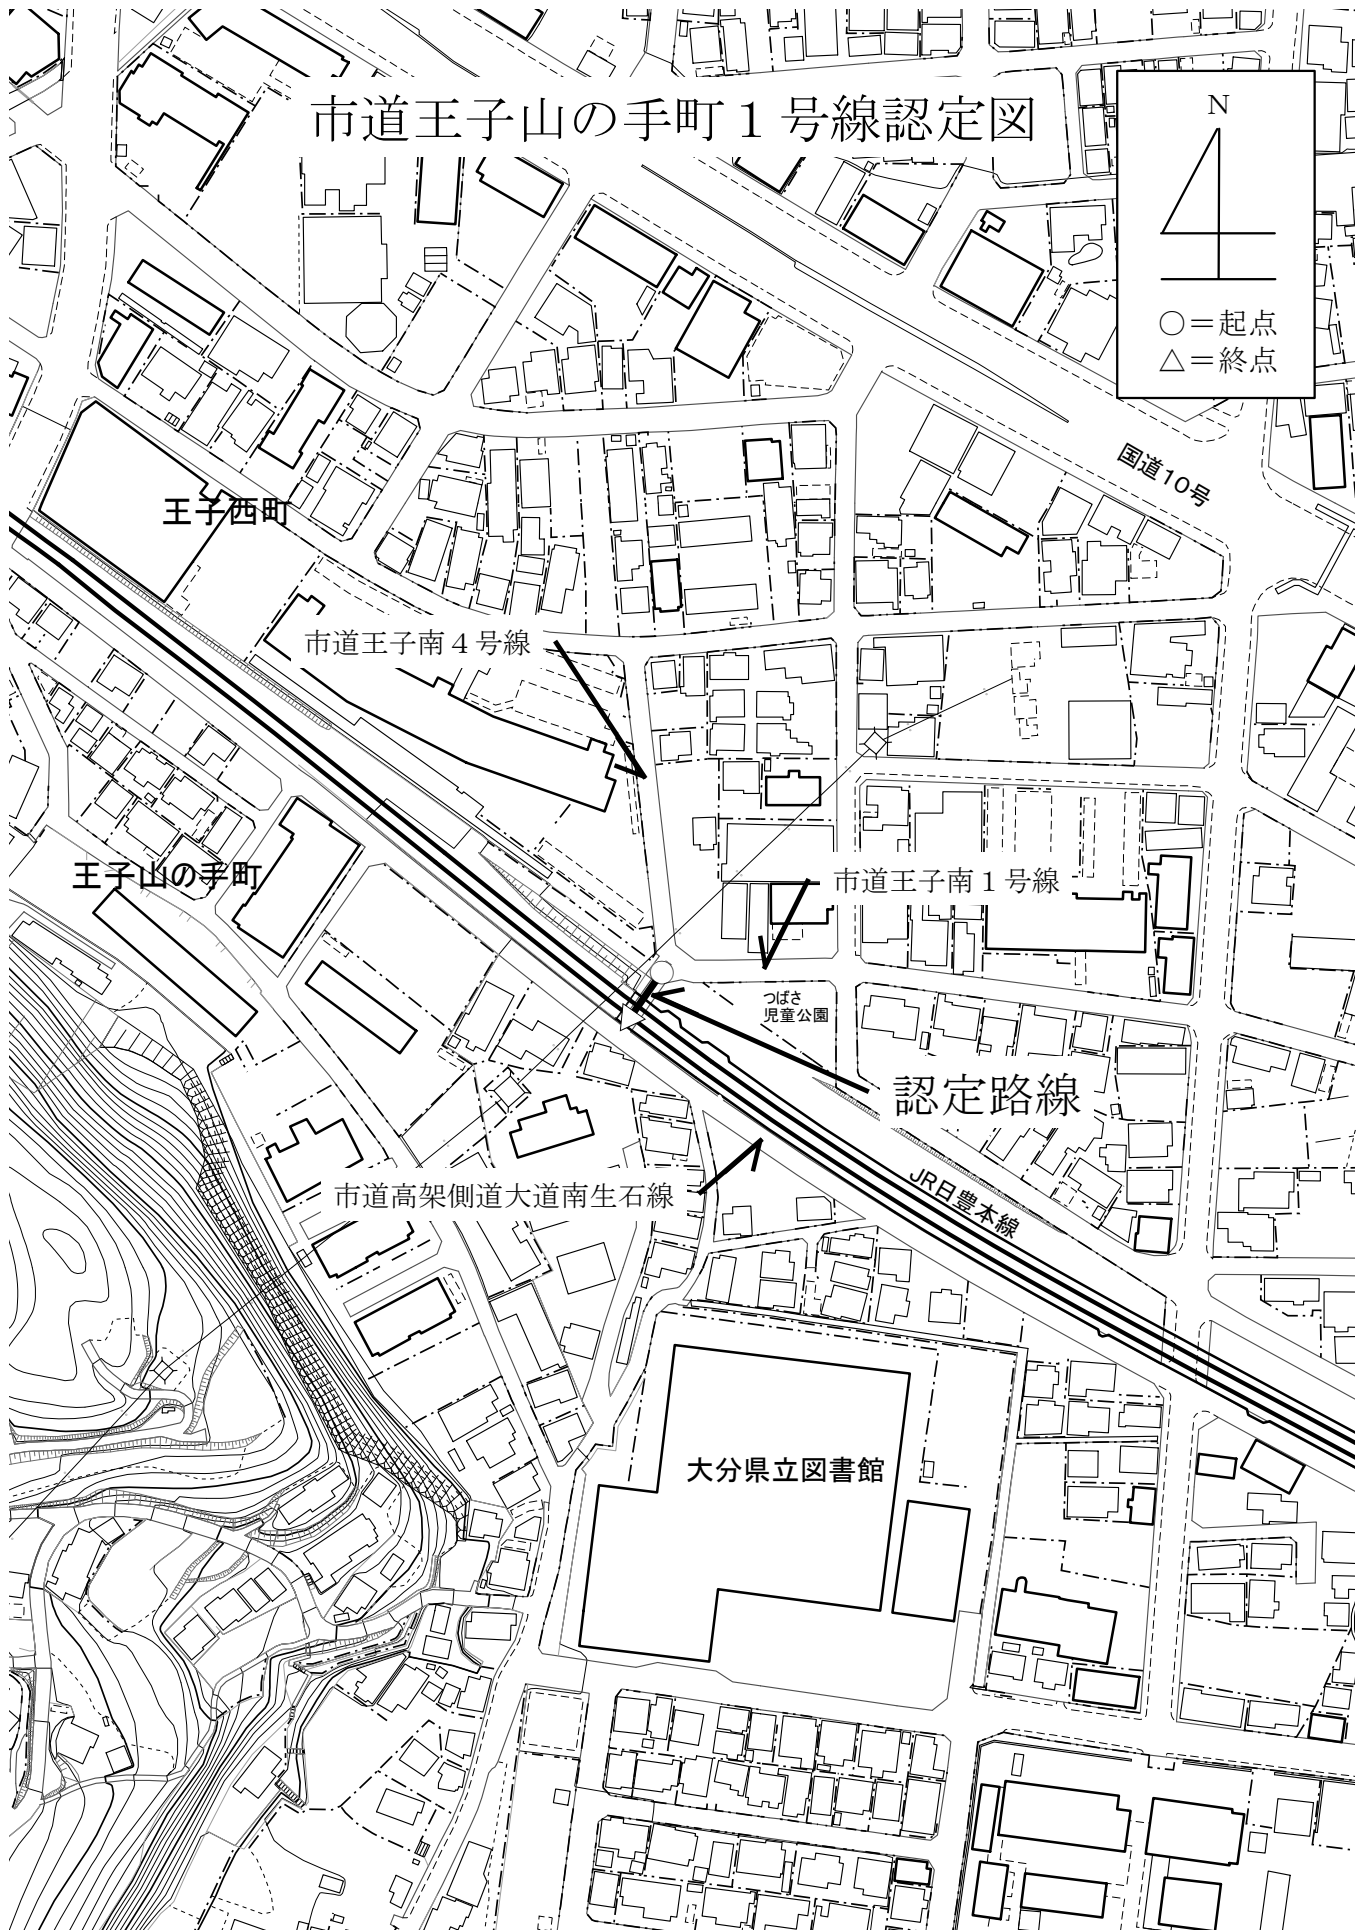 市道王子山の手町１号線認定図
N
○＝起点
△＝終点
国道10号
王子西町
市道王子南４号線
王子山の手町
市道王子南１号線
つばさ
児童公園
認定路線
市道高架側道大道南生石線
JR日豊本線
大分県立図書館